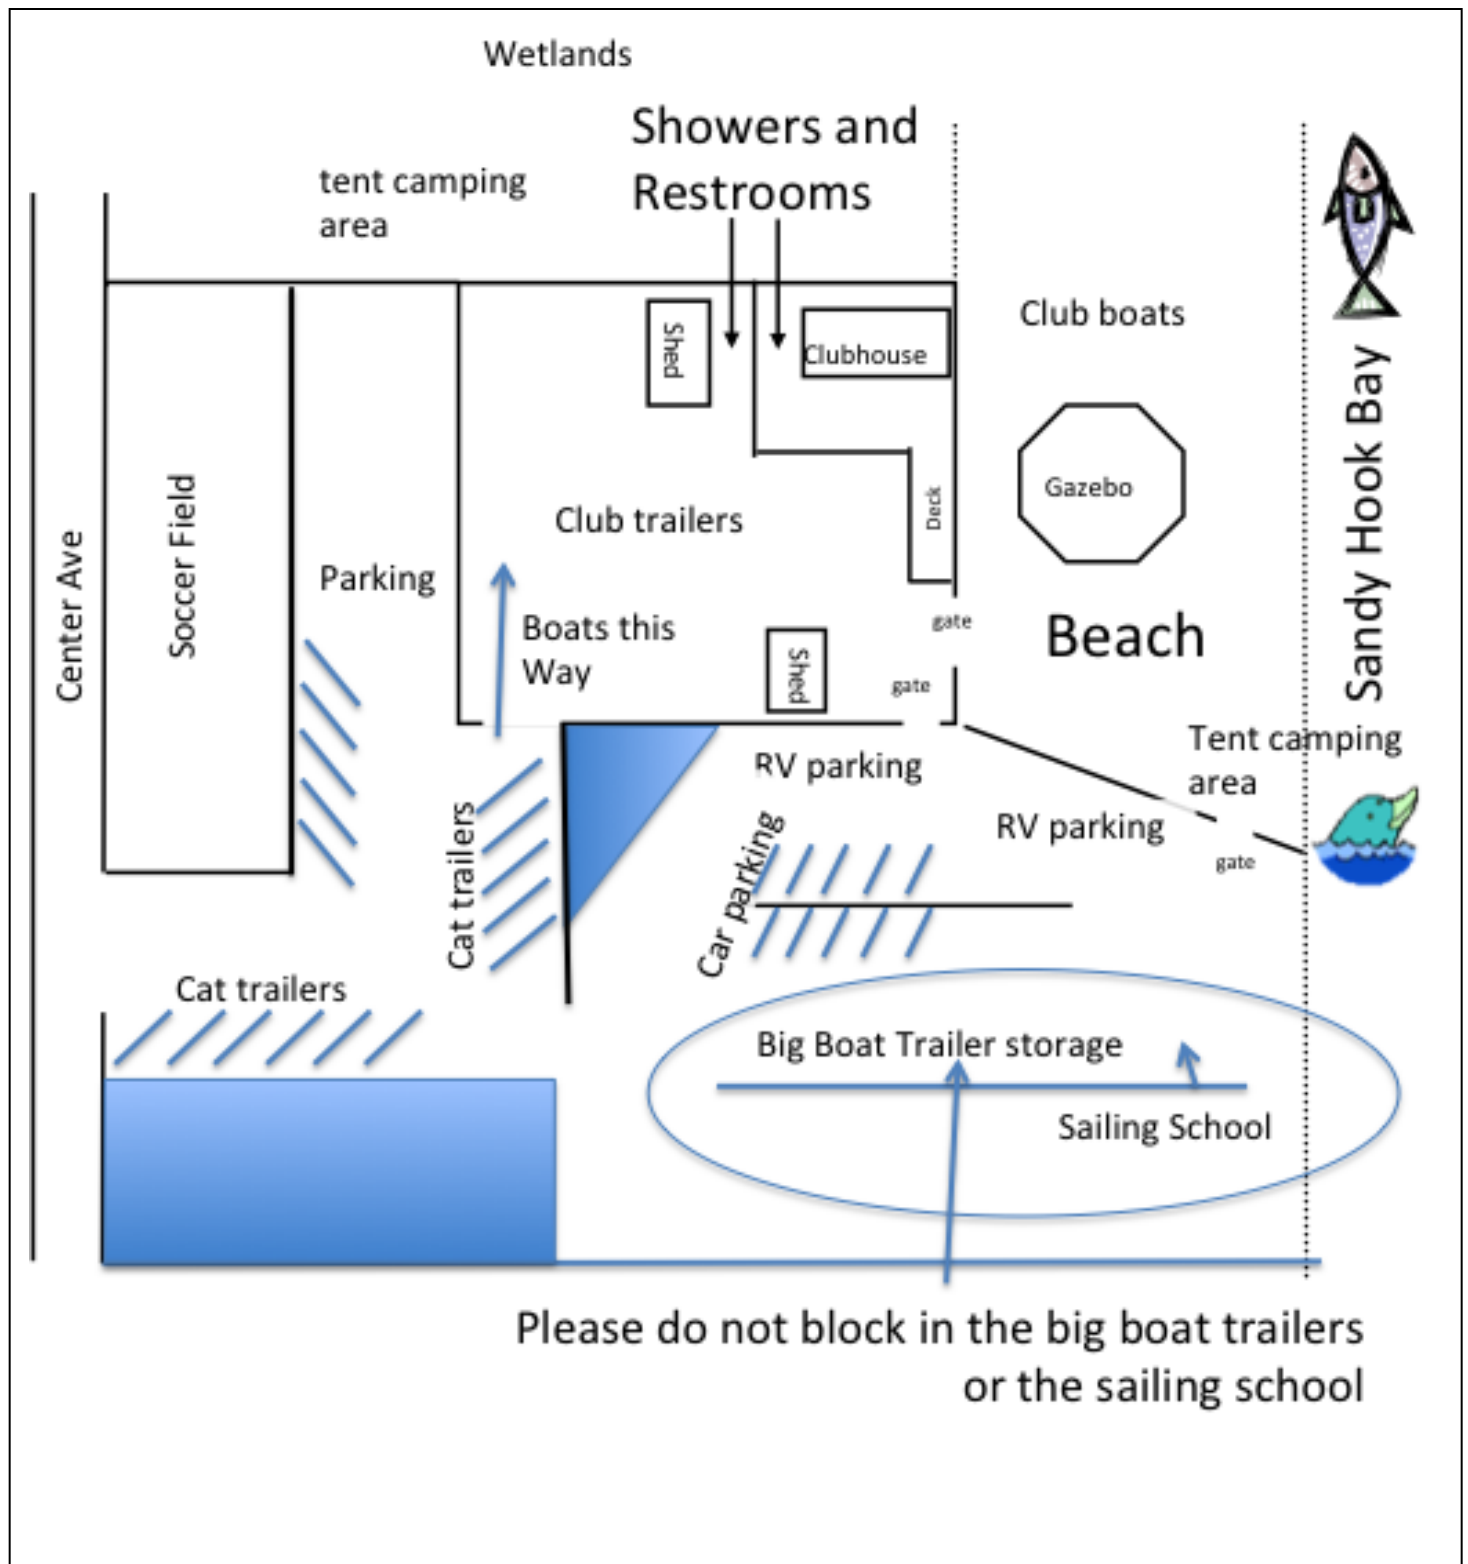 Wetlands
Showers and
Restrooms
tent camping
area
Shed
Clubhouse
Club boats
Sandy Hook Bay
Gazebo
Deck
Soccer Field
Center Ave
Parking
Club trailers
Boats this
Way
Shed
gate
gate
Beach
Tent camping
area
RV parking
RV parking
gate
Cat trailers
Car parking
Cat trailers
Big Boat Trailer storage
Sailing School
Please do not block in the big boat trailers
or the sailing school